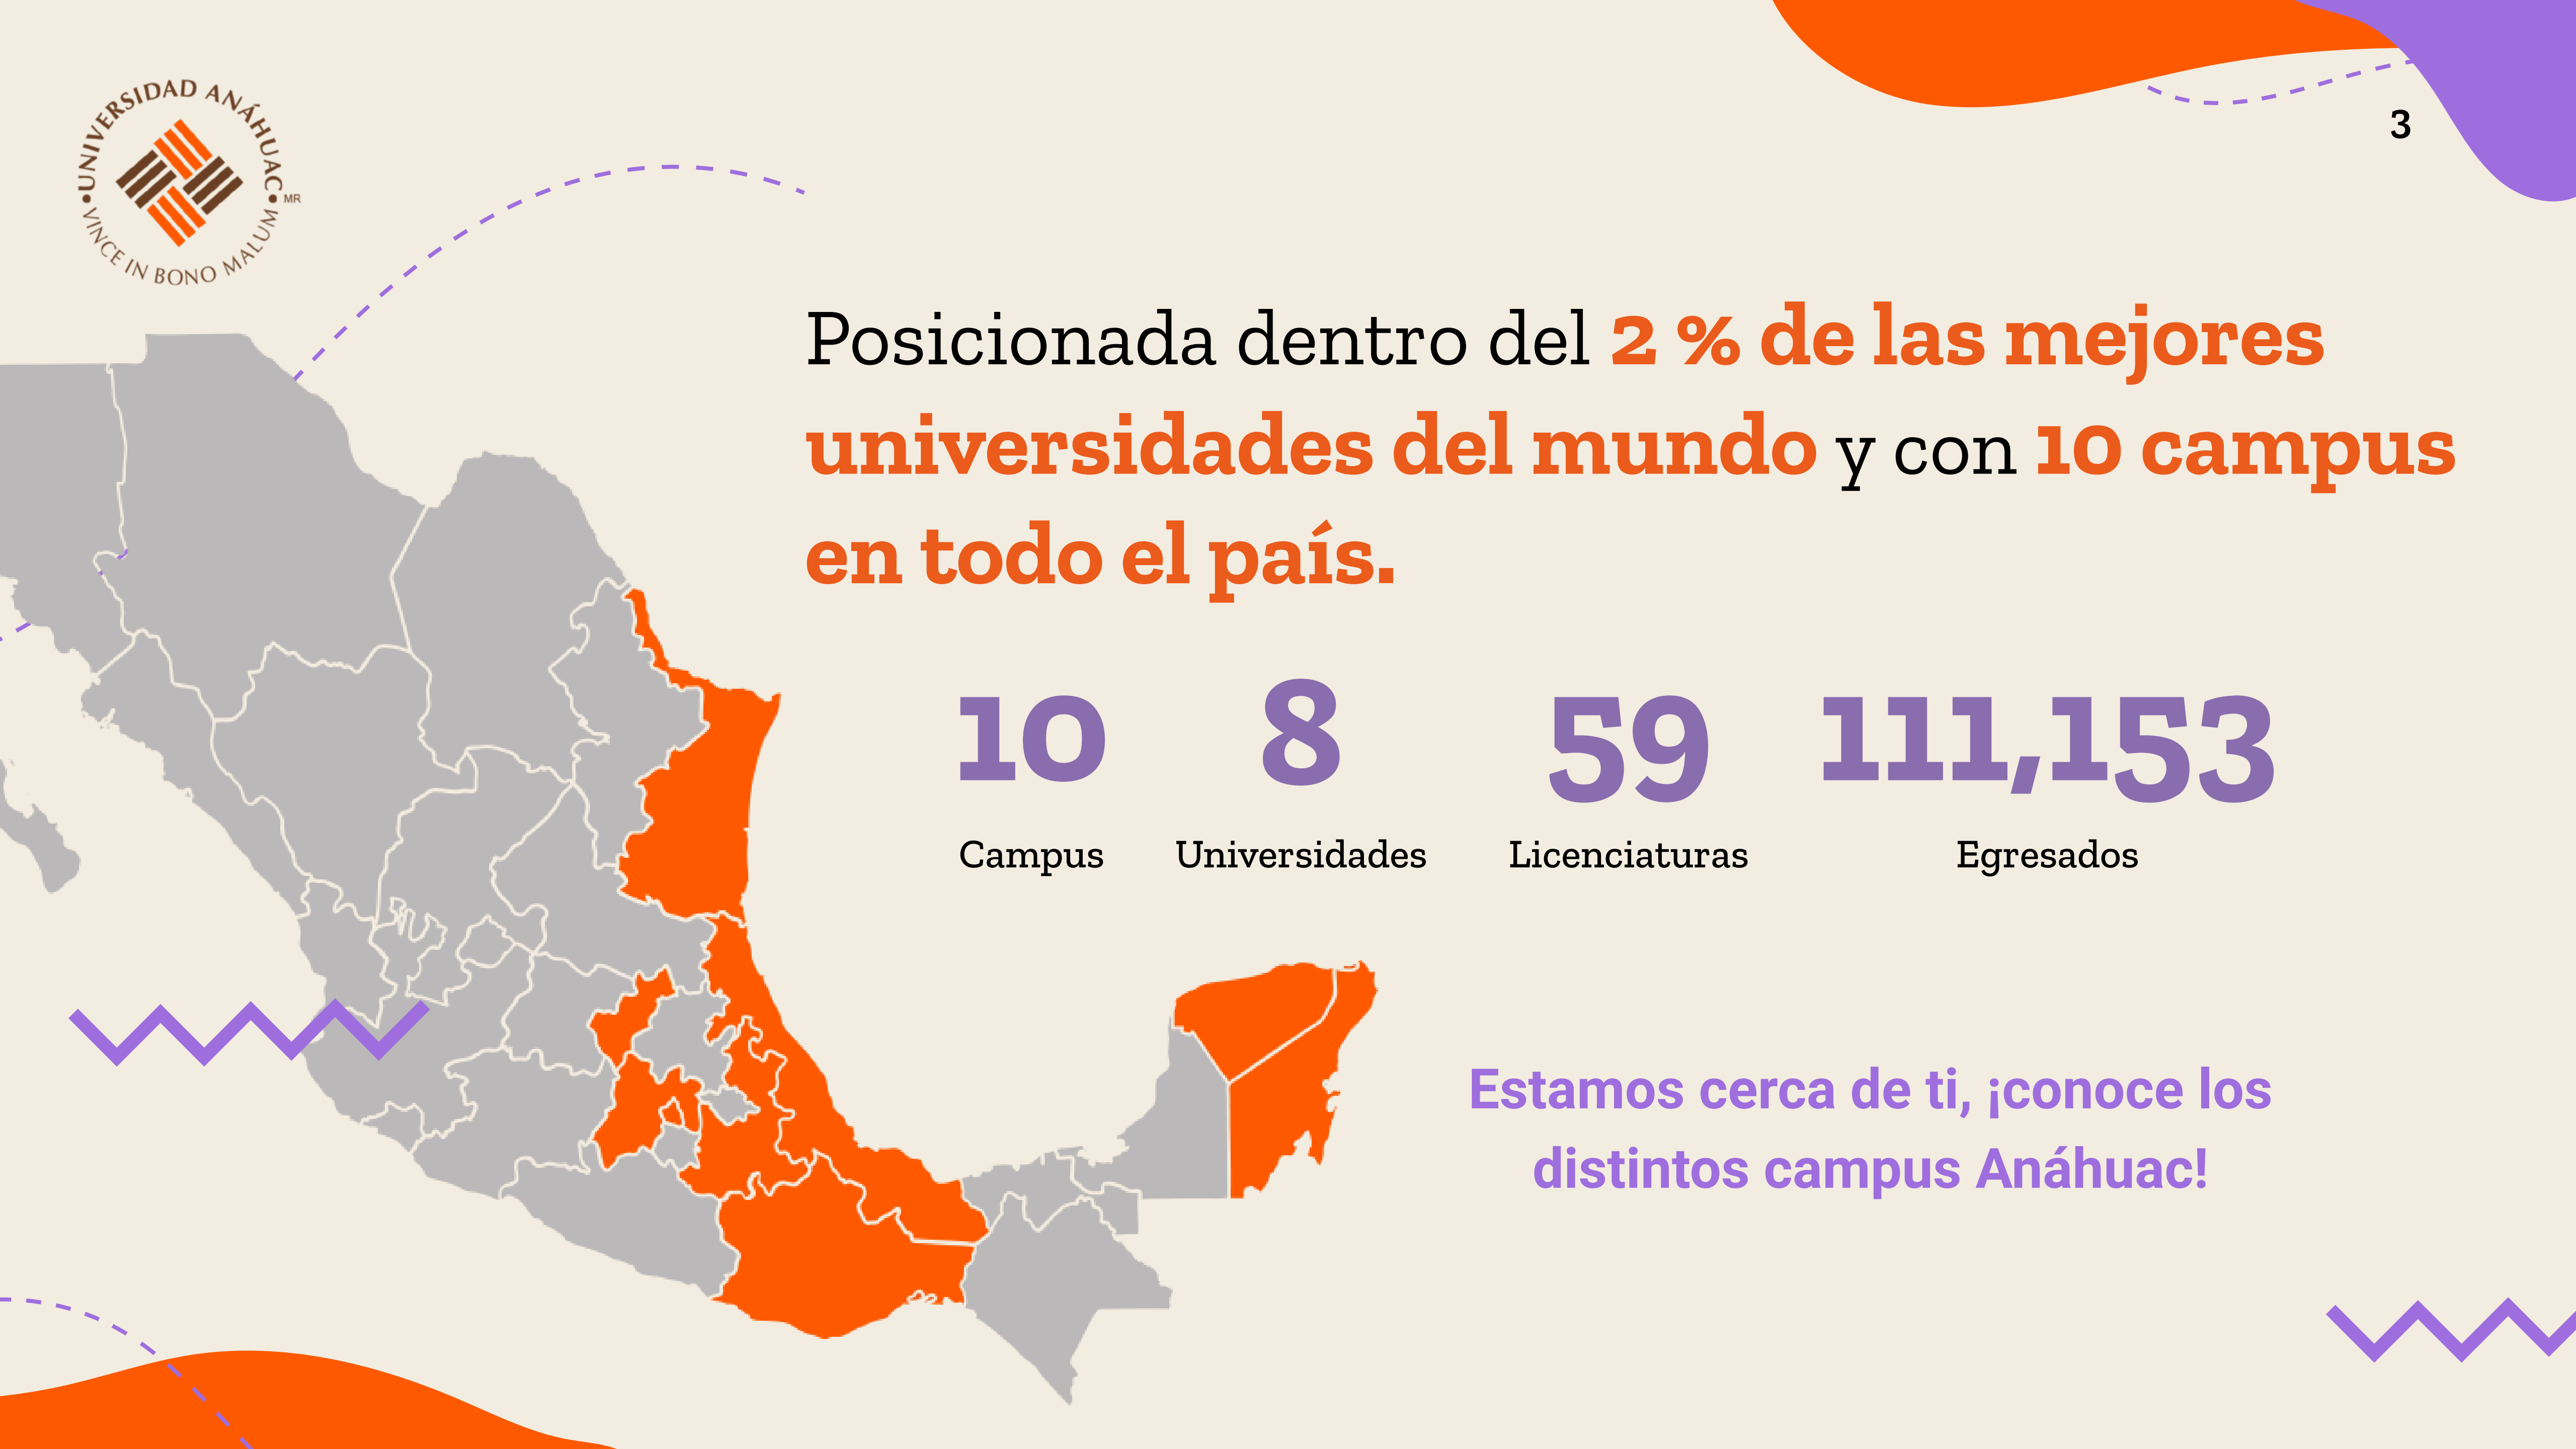 UNIVERSIDAD ANÁHUAC
VINCE IN BONO MALUM
MR
3
Posicionada dentro del 2 % de las mejores
universidades del mundo y con 10 campus
en todo el país.
10 8 59 111,153
Campus Universidades Licenciaturas Egresados
Estamos cerca de ti, ¡conoce los
distintos campus Anáhuac!